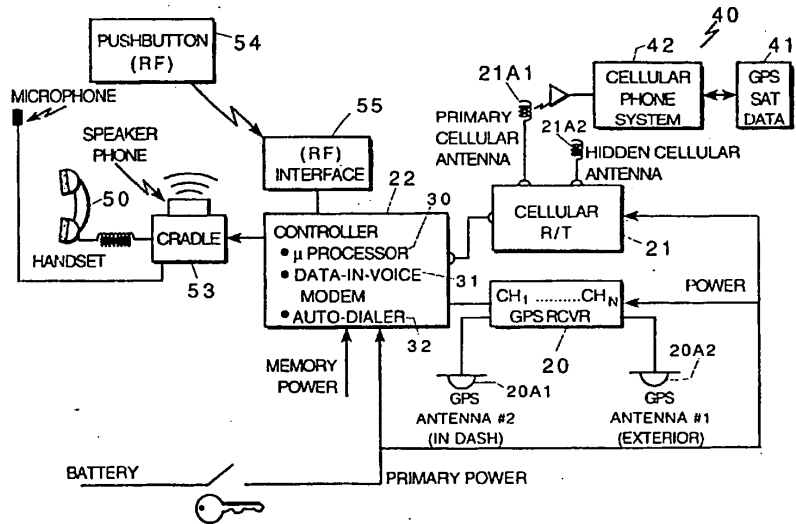 40
PUSHBUTTON
(RF)
54
42
41
CELLULAR
PHONE
SYSTEM
GPS
SAT
DATA
21A1
MICROPHONE
PRIMARY
CELLULAR
ANTENNA
21A2
HIDDEN CELLULAR
ANTENNA
SPEAKER
PHONE
55
(RF)
INTERFACE
50
22
CONTROLLER
30
• μ PROCESSOR
• DATA-IN-VOICE
MODEM
31
• AUTO-DIALER
32
CELLULAR
R/T
21
CRADLE
HANDSET
53
POWER
CH1 ..........CHN
GPS RCVR
20
MEMORY
POWER
20A1
20A2
GPS
ANTENNA #2
(IN DASH)
GPS
ANTENNA #1
(EXTERIOR)
BATTERY
PRIMARY POWER